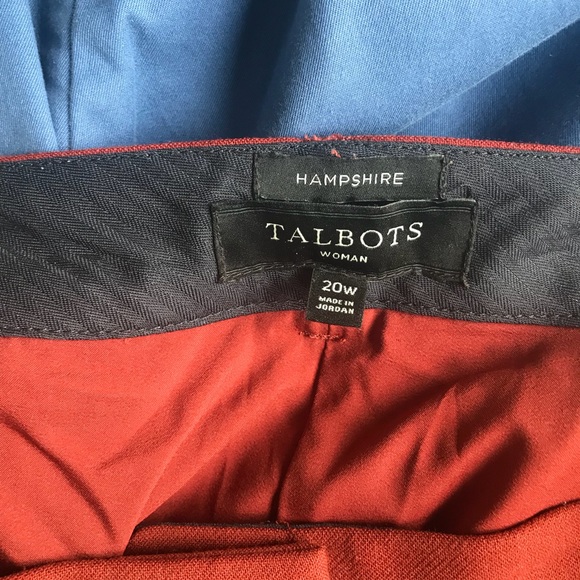 HAMPSHIRE
TALBOTS
WOMAN
20W
MADE IN
JORDAN